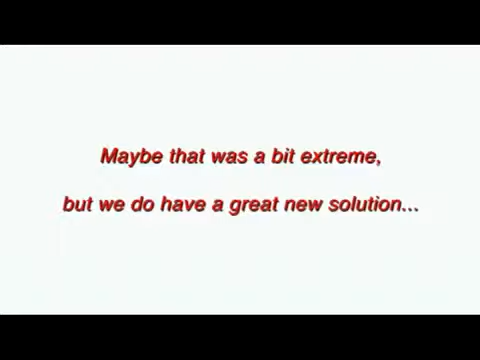 Maybe that was a bit extreme,
but we do have a great new solution...